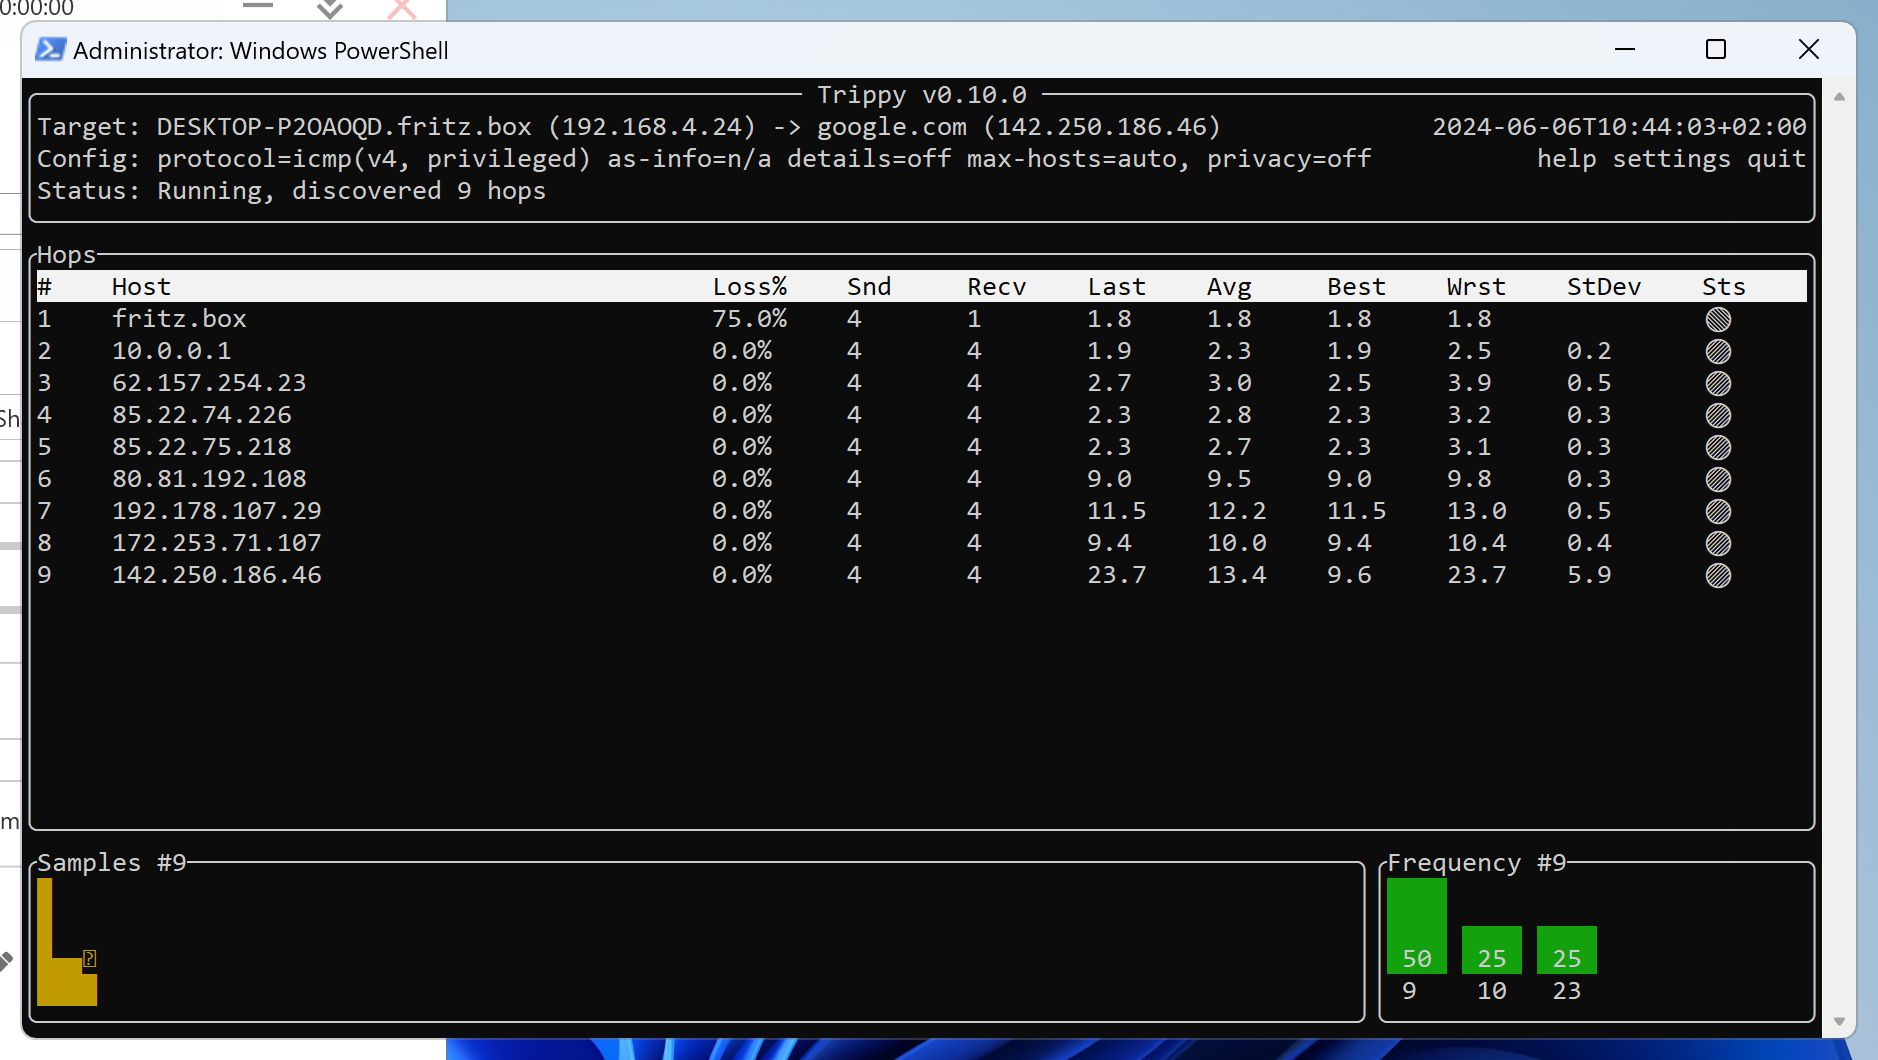 0:00:00
Administrator: Windows PowerShell
Trippy v0.10.0
Target: DESKTOP-P2OAOQD.fritz.box (192.168.4.24) -> google.com (142.250.186.46) 2024-06-06T10:44:03+02:00
Config: protocol=icmp(v4, privileged) as-info=n/a details=off max-hosts=auto, privacy=off help settings quit
Status: Running, discovered 9 hops
Hops
# Host Loss% Snd Recv Last Avg Best Wrst StDev Sts
1 fritz.box 75.0% 4 1 1.8 1.8 1.8 1.8
2 10.0.0.1 0.0% 4 4 1.9 2.3 1.9 2.5 0.2
3 62.157.254.23 0.0% 4 4 2.7 3.0 2.5 3.9 0.5
Sh
4 85.22.74.226 0.0% 4 4 2.3 2.8 2.3 3.2 0.3
5 85.22.75.218 0.0% 4 4 2.3 2.7 2.3 3.1 0.3
6 80.81.192.108 0.0% 4 4 9.0 9.5 9.0 9.8 0.3
7 192.178.107.29 0.0% 4 4 11.5 12.2 11.5 13.0 0.5
8 172.253.71.107 0.0% 4 4 9.4 10.0 9.4 10.4 0.4
9 142.250.186.46 0.0% 4 4 23.7 13.4 9.6 23.7 5.9
m
Samples #9
Frequency #9
50 25 25
9 10 23